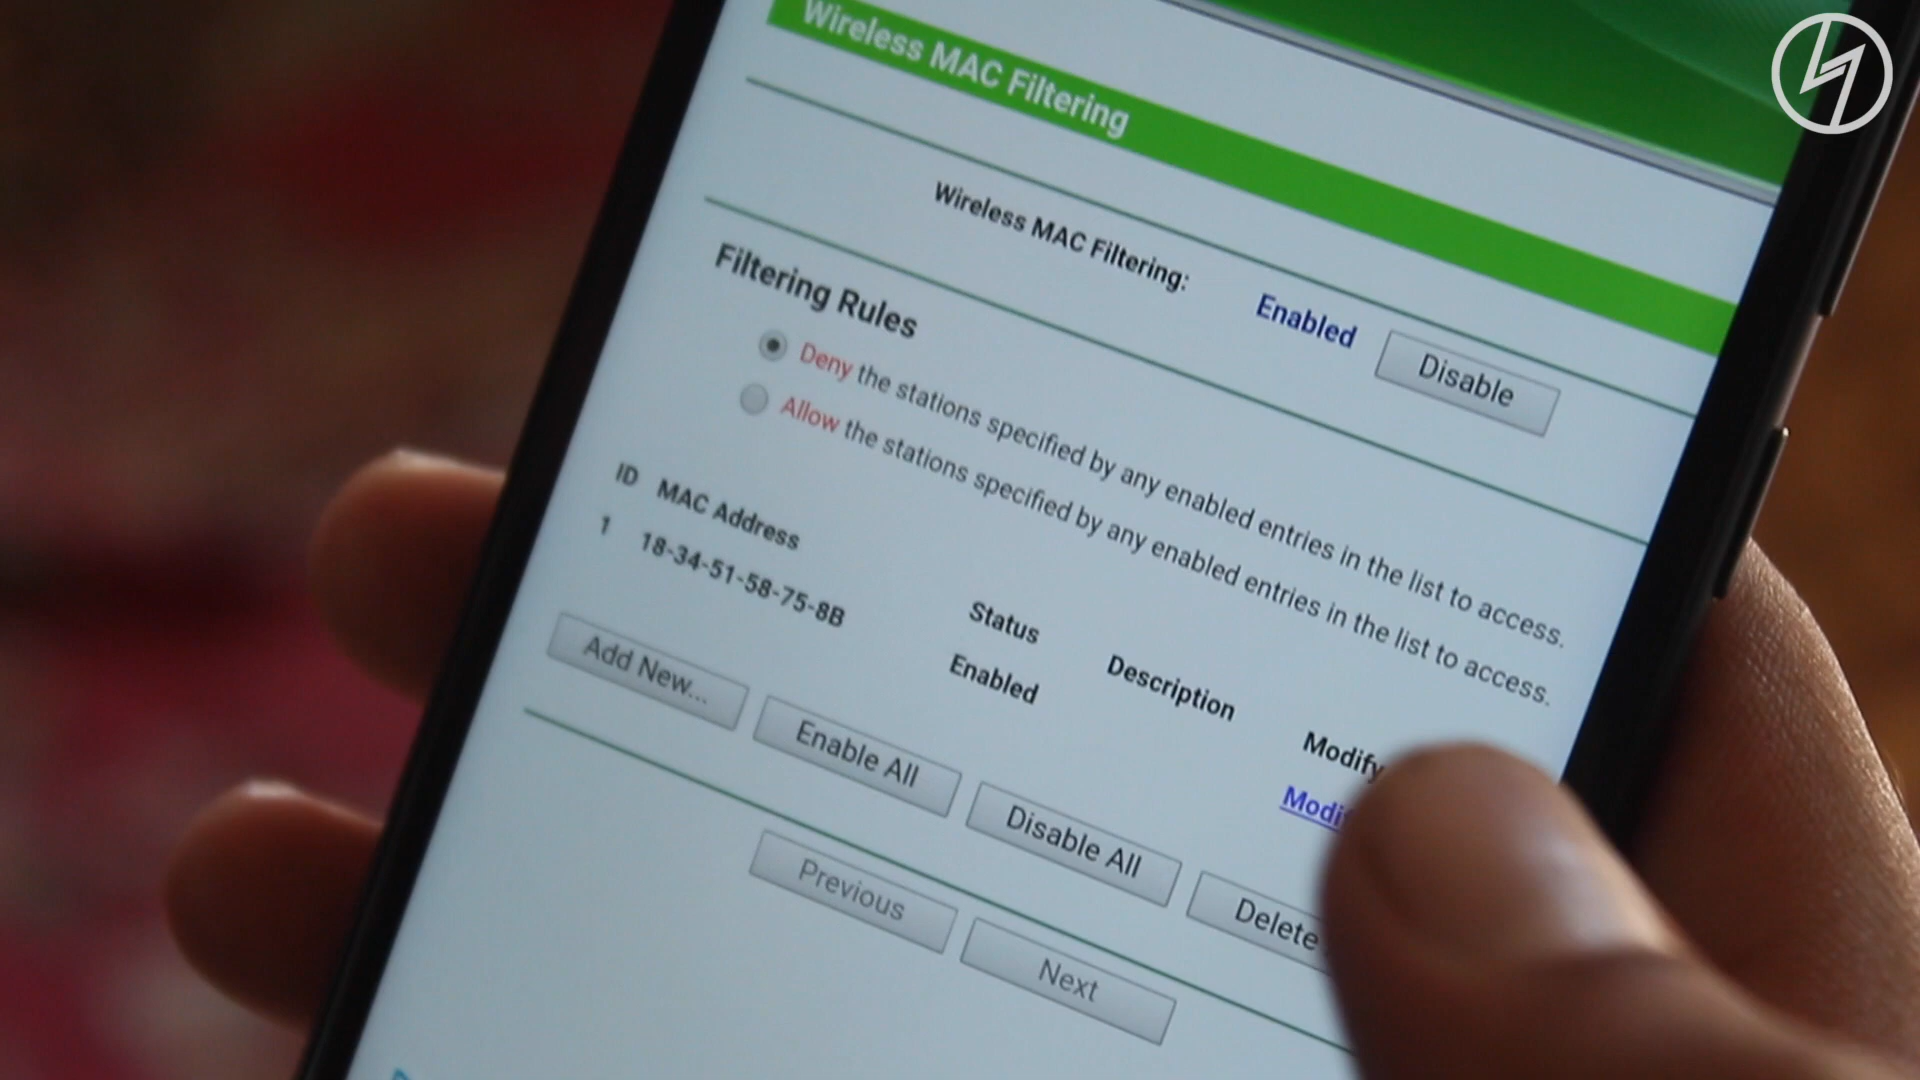 Wireless MAC Filtering
Wireless MAC Filtering: Enabled Disable
Filtering Rules
Deny the stations specified by any enabled entries in the list to access.
Allow the stations specified by any enabled entries in the list to access.
ID MAC Address Status Description Modify
1 18-34-51-58-75-8B Enabled
Add New... Enable All Disable All Delete
Previous Next